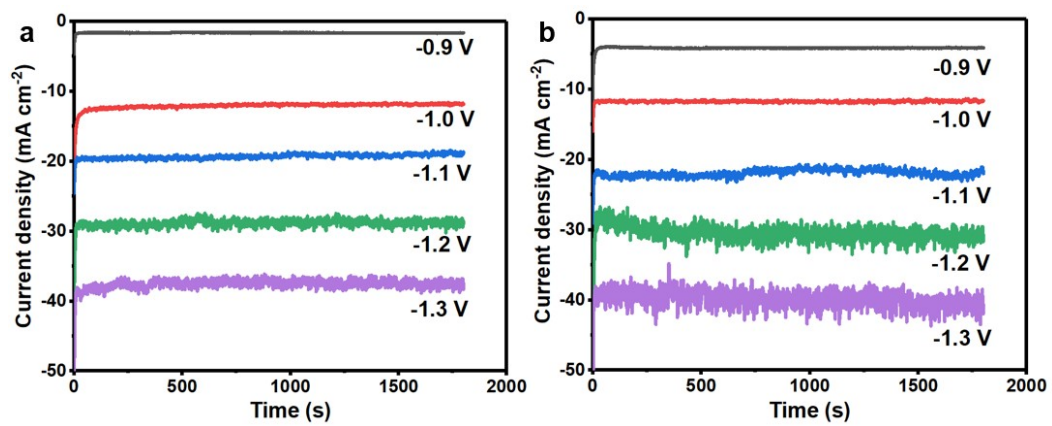 a
0
-10
-20
-30
-40
-50
Current density (mA cm⁻²)
-0.9 V
-1.0 V
-1.1 V
-1.2 V
-1.3 V
0 500 1000 1500 2000
Time (s)
b
0
-10
-20
-30
-40
-50
Current density (mA cm⁻²)
-0.9 V
-1.0 V
-1.1 V
-1.2 V
-1.3 V
0 500 1000 1500 2000
Time (s)